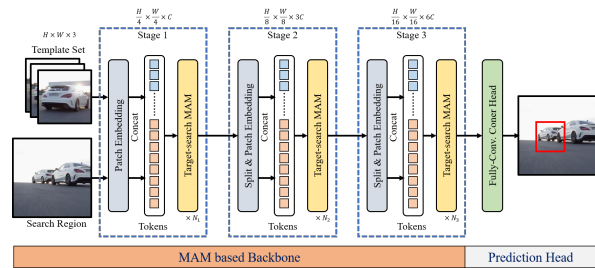 H × W × 3
Template Set
Search Region
H/4 × W/4 × C
Stage 1
Patch Embedding
Concat
Tokens
Target-search MAM
× N₁
H/8 × W/8 × 3C
Stage 2
Split & Patch Embedding
Concat
Tokens
Target-search MAM
× N₂
H/16 × W/16 × 6C
Stage 3
Split & Patch Embedding
Concat
Tokens
Target-search MAM
× N₃
Fully-Conv. Coner Head
MAM based Backbone
Prediction Head